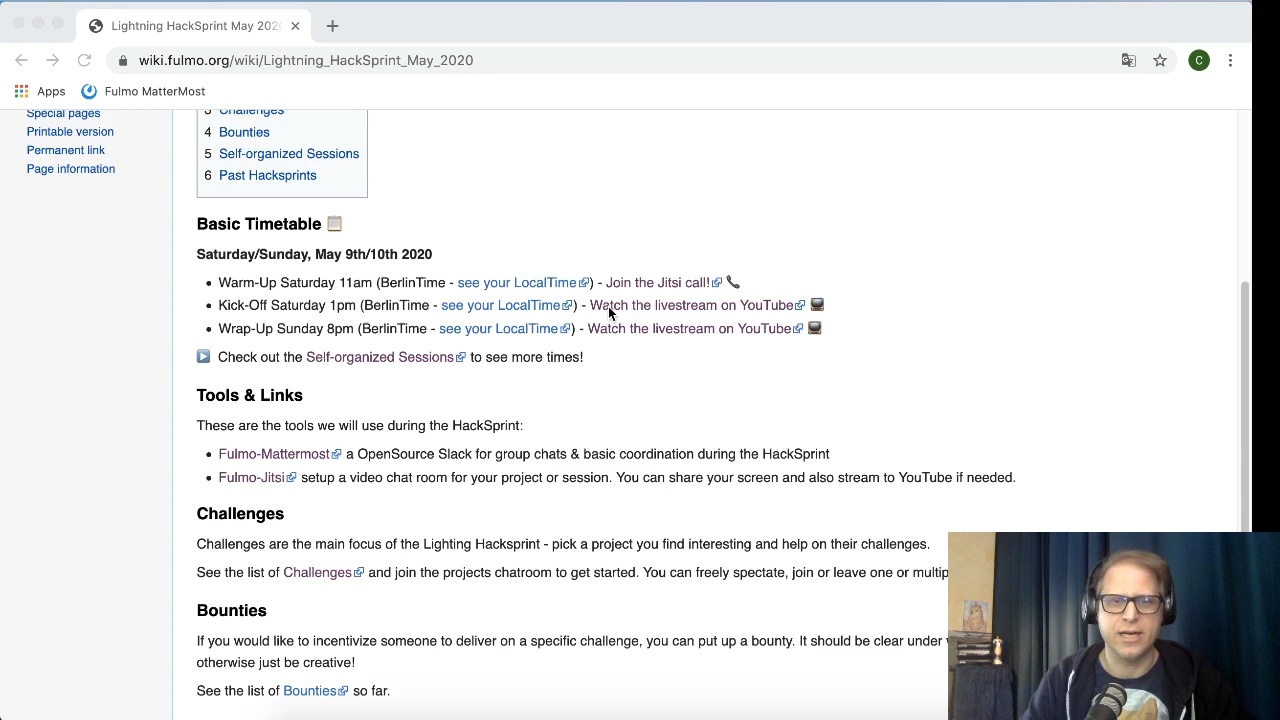 Lightning HackSprint May 202
wiki.fulmo.org/wiki/Lightning_HackSprint_May_2020
C
Apps
Fulmo MatterMost
Special pages
Printable version
Permanent link
Page information
3 Challenges
4 Bounties
5 Self-organized Sessions
6 Past Hacksprints
Basic Timetable
Saturday/Sunday, May 9th/10th 2020
• Warm-Up Saturday 11am (BerlinTime - see your LocalTime) - Join the Jitsi call!
• Kick-Off Saturday 1pm (BerlinTime - see your LocalTime) - Watch the livestream on YouTube
• Wrap-Up Sunday 8pm (BerlinTime - see your LocalTime) - Watch the livestream on YouTube
Check out the Self-organized Sessions to see more times!
Tools & Links
These are the tools we will use during the HackSprint:
• Fulmo-Mattermost a OpenSource Slack for group chats & basic coordination during the HackSprint
• Fulmo-Jitsi setup a video chat room for your project or session. You can share your screen and also stream to YouTube if needed.
Challenges
Challenges are the main focus of the Lighting Hacksprint - pick a project you find interesting and help on their challenges.
See the list of Challenges and join the projects chatroom to get started. You can freely spectate, join or leave one or multip
Bounties
If you would like to incentivize someone to deliver on a specific challenge, you can put up a bounty. It should be clear under
otherwise just be creative!
See the list of Bounties so far.